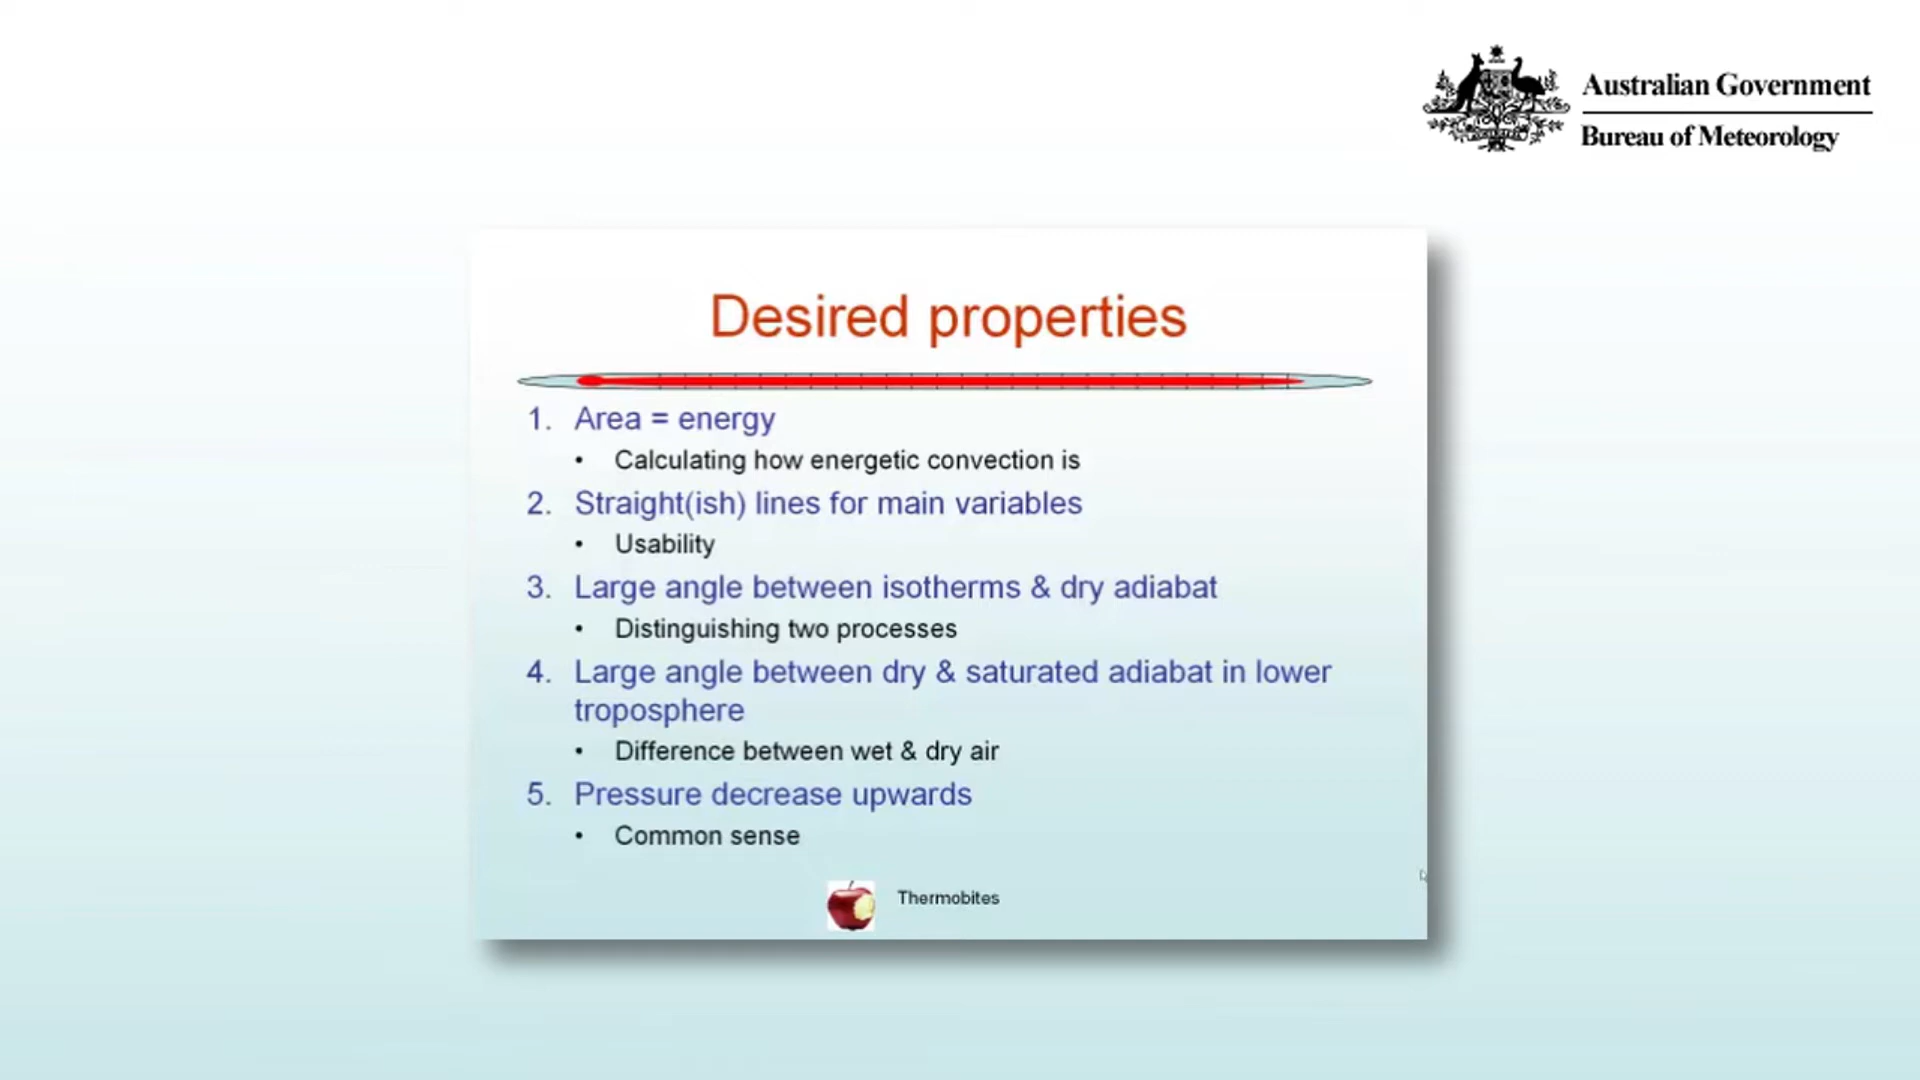 Australian Government
Bureau of Meteorology
Desired properties
1. Area = energy
• Calculating how energetic convection is
2. Straight(ish) lines for main variables
• Usability
3. Large angle between isotherms & dry adiabat
• Distinguishing two processes
4. Large angle between dry & saturated adiabat in lower
troposphere
• Difference between wet & dry air
5. Pressure decrease upwards
• Common sense
Thermobites